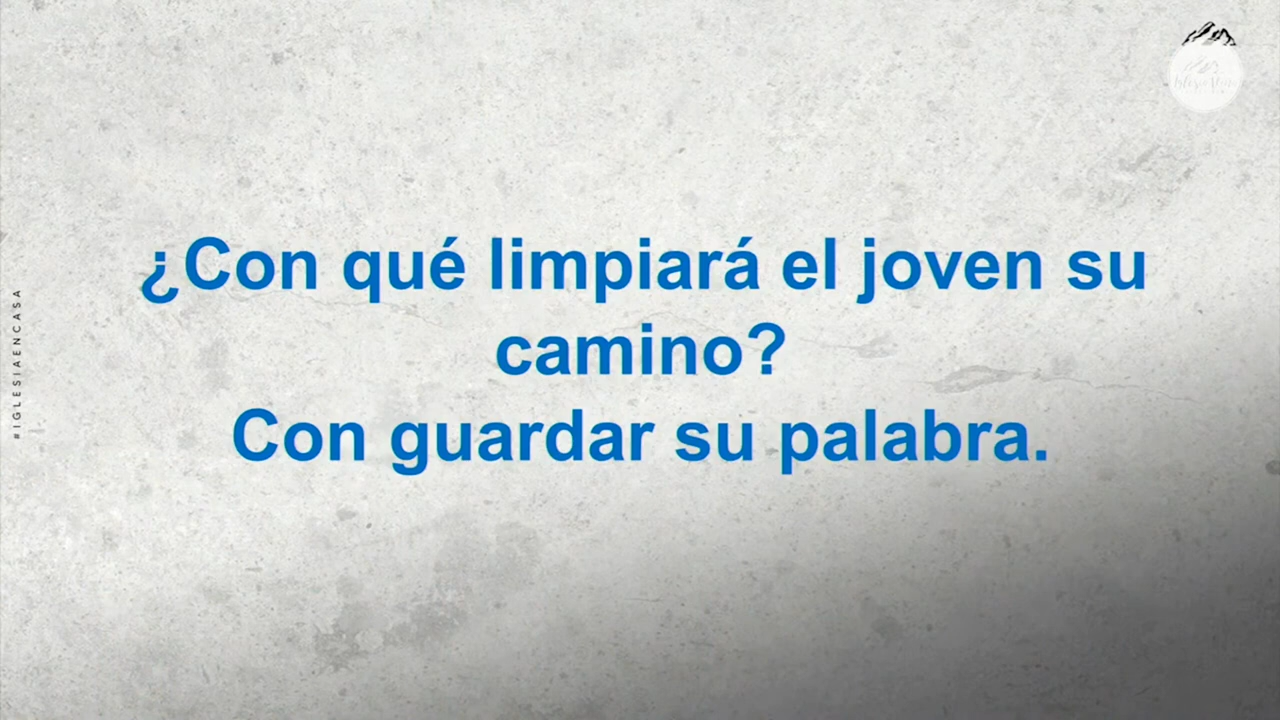 ¿Con qué limpiará el joven su
camino?
Con guardar su palabra.
#IGLESIAENCASA